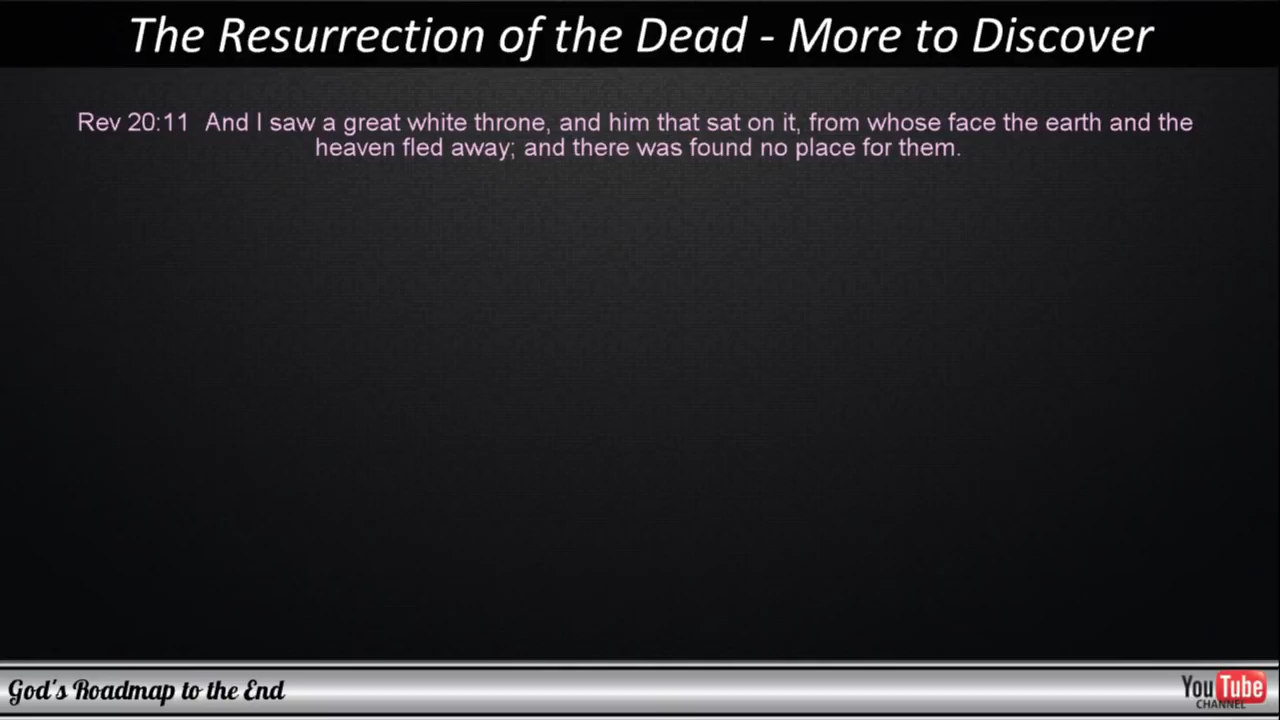 The Resurrection of the Dead - More to Discover
Rev 20:11  And I saw a great white throne, and him that sat on it, from whose face the earth and the
heaven fled away; and there was found no place for them.
God's Roadmap to the End
YouTube
CHANNEL